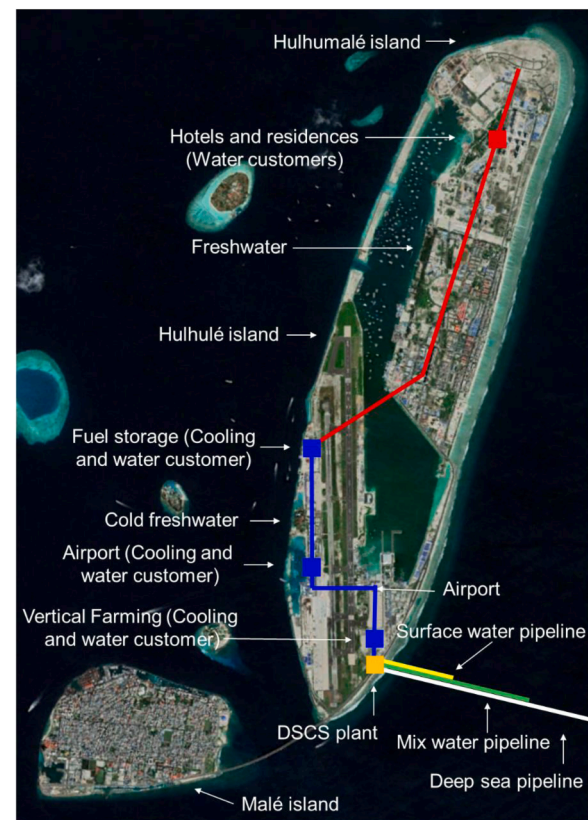 Hulhumalé island
Hotels and residences
(Water customers)
Freshwater
Hulhulé island
Fuel storage (Cooling
and water customer)
Cold freshwater
Airport (Cooling and
water customer)
Airport
Vertical Farming (Cooling
and water customer)
Surface water pipeline
DSCS plant
Mix water pipeline
Deep sea pipeline
Malé island